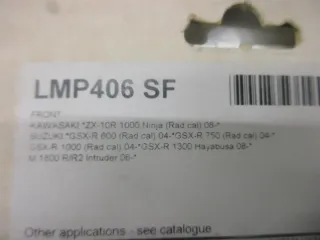 LMP406 SF
FRONT
KAWASAKI *ZX-10R 1000 Ninja (Rad cal) 08-*
SUZUKI *GSX-R 600 (Rad cal) 04-*GSX-R 750 (Rad cal) 04-*
GSX-R 1000 (Rad cal) 04-*GSX-R 1300 Hayabusa 08-*
M 1800 R/R2 Intruder 06-*
Other applications - see catalogue